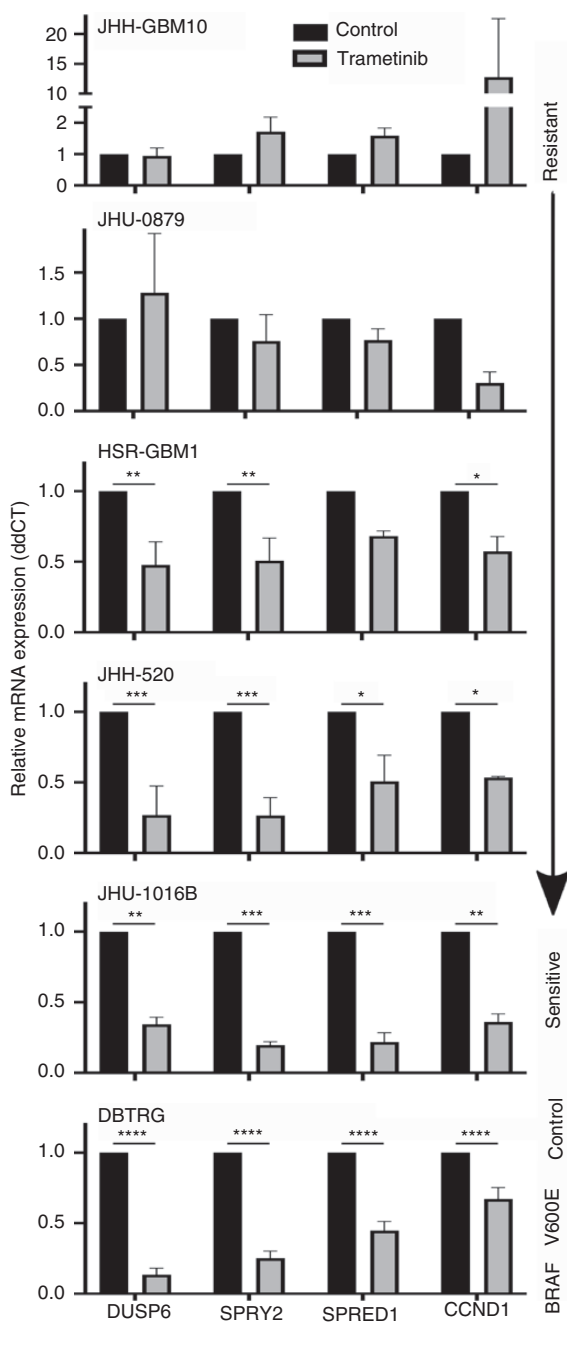 JHH-GBM10
Control
Trametinib
20
15
10
2
1
0
Resistant
JHU-0879
1.5
1.0
0.5
0.0
HSR-GBM1
** ** *
1.0
0.5
0.0
Relative mRNA expression (ddCT)
JHH-520
*** *** * *
1.0
0.5
0.0
JHU-1016B
** *** *** **
1.0
0.5
0.0
Sensitive
DBTRG
**** **** **** ****
1.0
0.5
0.0
BRAF V600E Control
DUSP6 SPRY2 SPRED1 CCND1